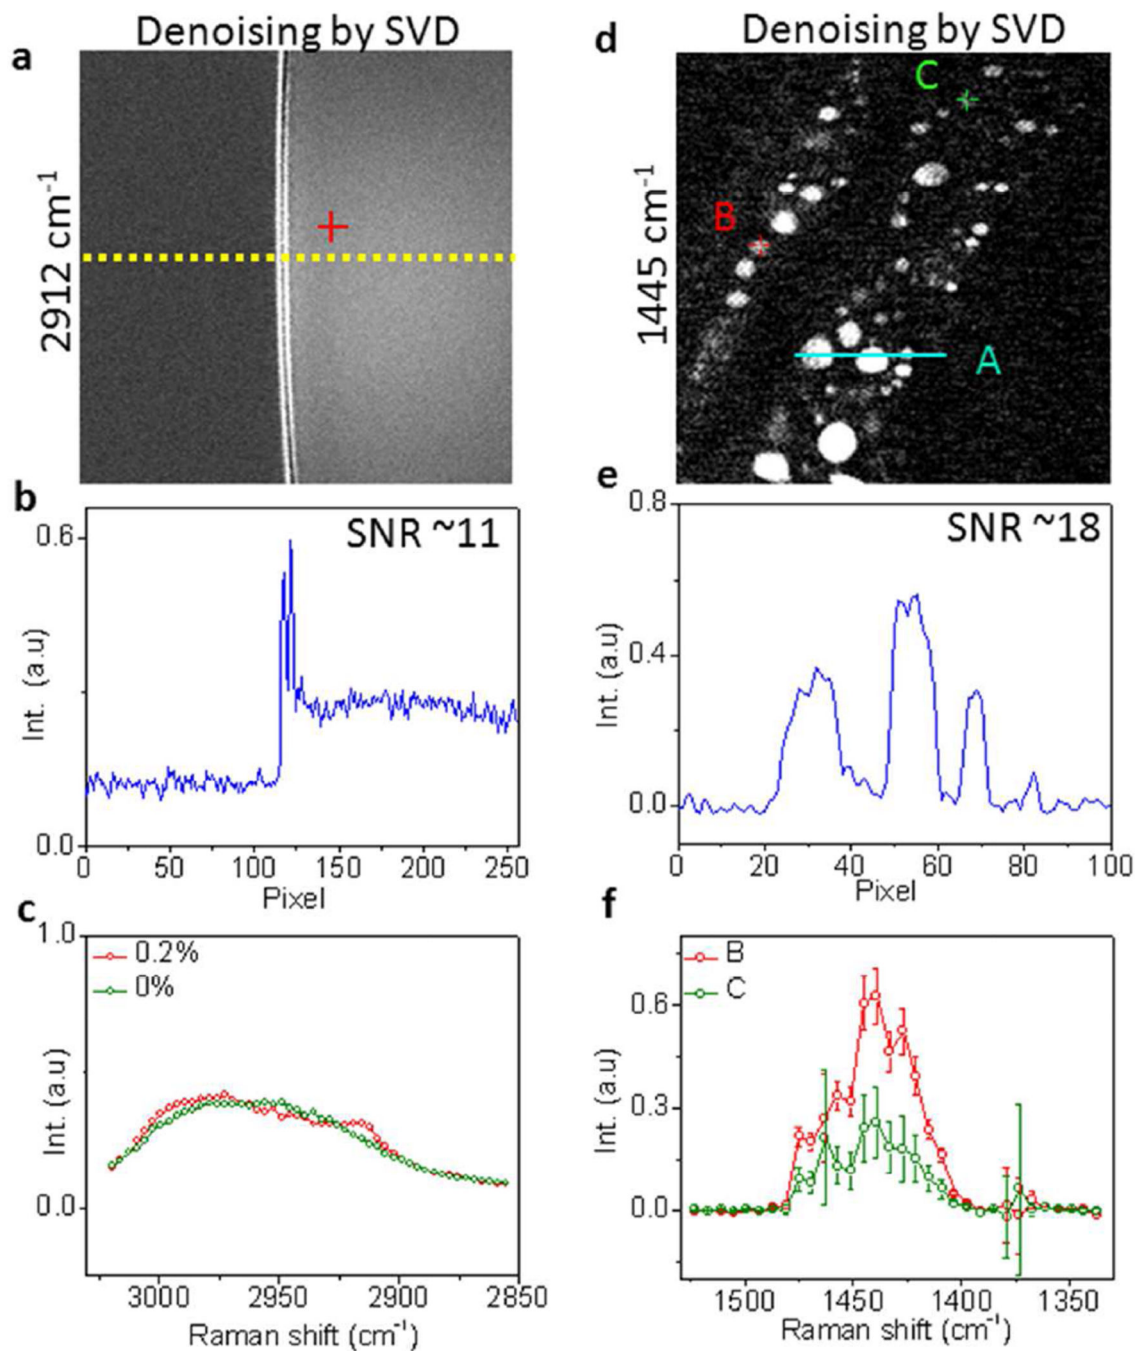 a
Denoising by SVD
2912 cm⁻¹
b
SNR ~11
Int. (a.u)
0.6
0.0
0 50 100 150 200 250
Pixel
c
1.0
0.2%
0%
Int. (a.u)
0.0
3000 2950 2900 2850
Raman shift (cm⁻¹)
d
Denoising by SVD
1445 cm⁻¹
C
B
A
e
0.8
SNR ~18
Int. (a.u)
0.4
0.0
0 20 40 60 80 100
Pixel
f
B
C
0.6
Int. (a.u)
0.3
0.0
1500 1450 1400 1350
Raman shift (cm⁻¹)